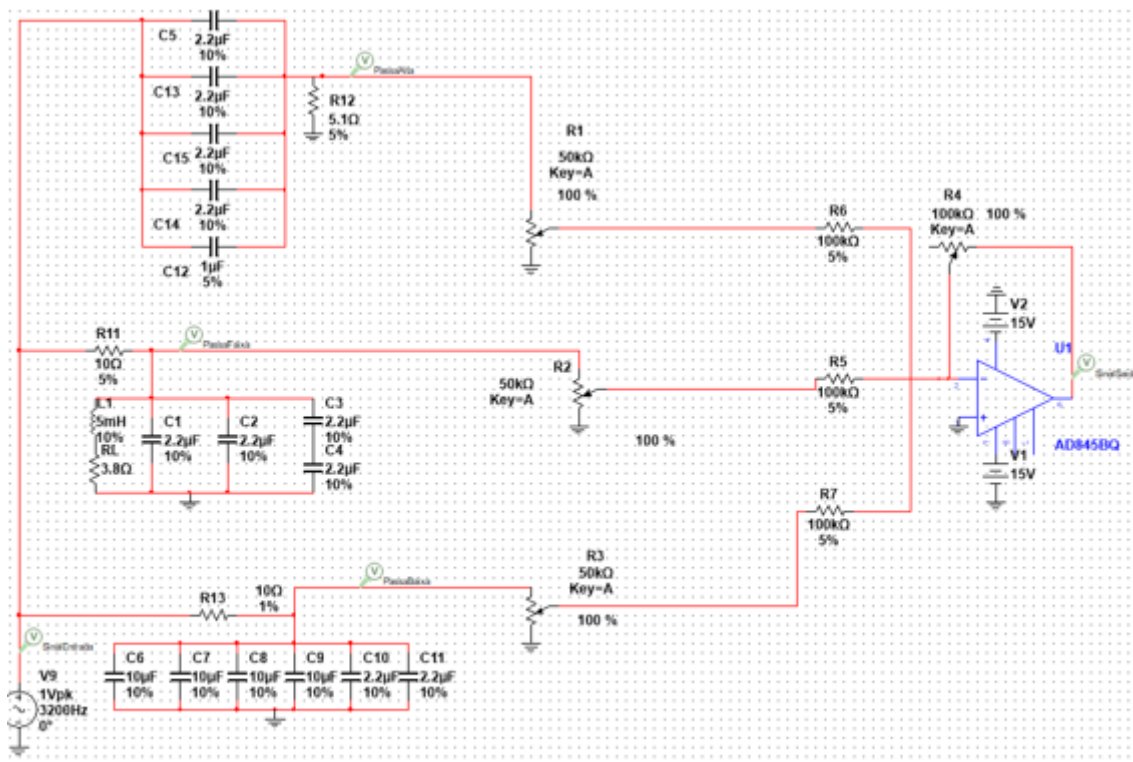 C5
2.2µF
10%
C13
2.2µF
10%
C15
2.2µF
10%
C14
2.2µF
10%
C12
1µF
5%
V
PassaAlta
R12
5.1Ω
5%
R1
50kΩ
Key=A
100 %
R6
100kΩ
5%
R4
100kΩ
Key=A
100 %
V2
15V
U1
V
R11
10Ω
5%
V
PassaFaixa
R2
50kΩ
Key=A
100 %
R5
100kΩ
5%
AD845BQ
V1
15V
L1
5mH
10%
RL
3.8Ω
C1
2.2µF
10%
C2
2.2µF
10%
C3
2.2µF
10%
C4
2.2µF
10%
R7
100kΩ
5%
V
PassaBaixa
R13
10Ω
1%
R3
50kΩ
Key=A
100 %
V
SinalEntrada
V9
1Vpk
3200Hz
0°
C6
10µF
10%
C7
10µF
10%
C8
10µF
10%
C9
10µF
10%
C10
2.2µF
10%
C11
2.2µF
10%